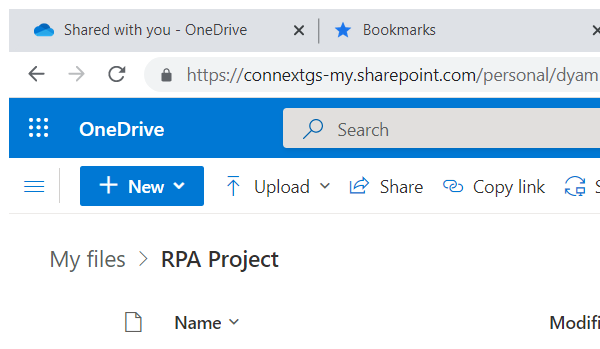 Shared with you - OneDrive Bookmarks
https://connextgs-my.sharepoint.com/personal/dyam
OneDrive Search
New Upload Share Copy link S
My files > RPA Project
Name Modifi